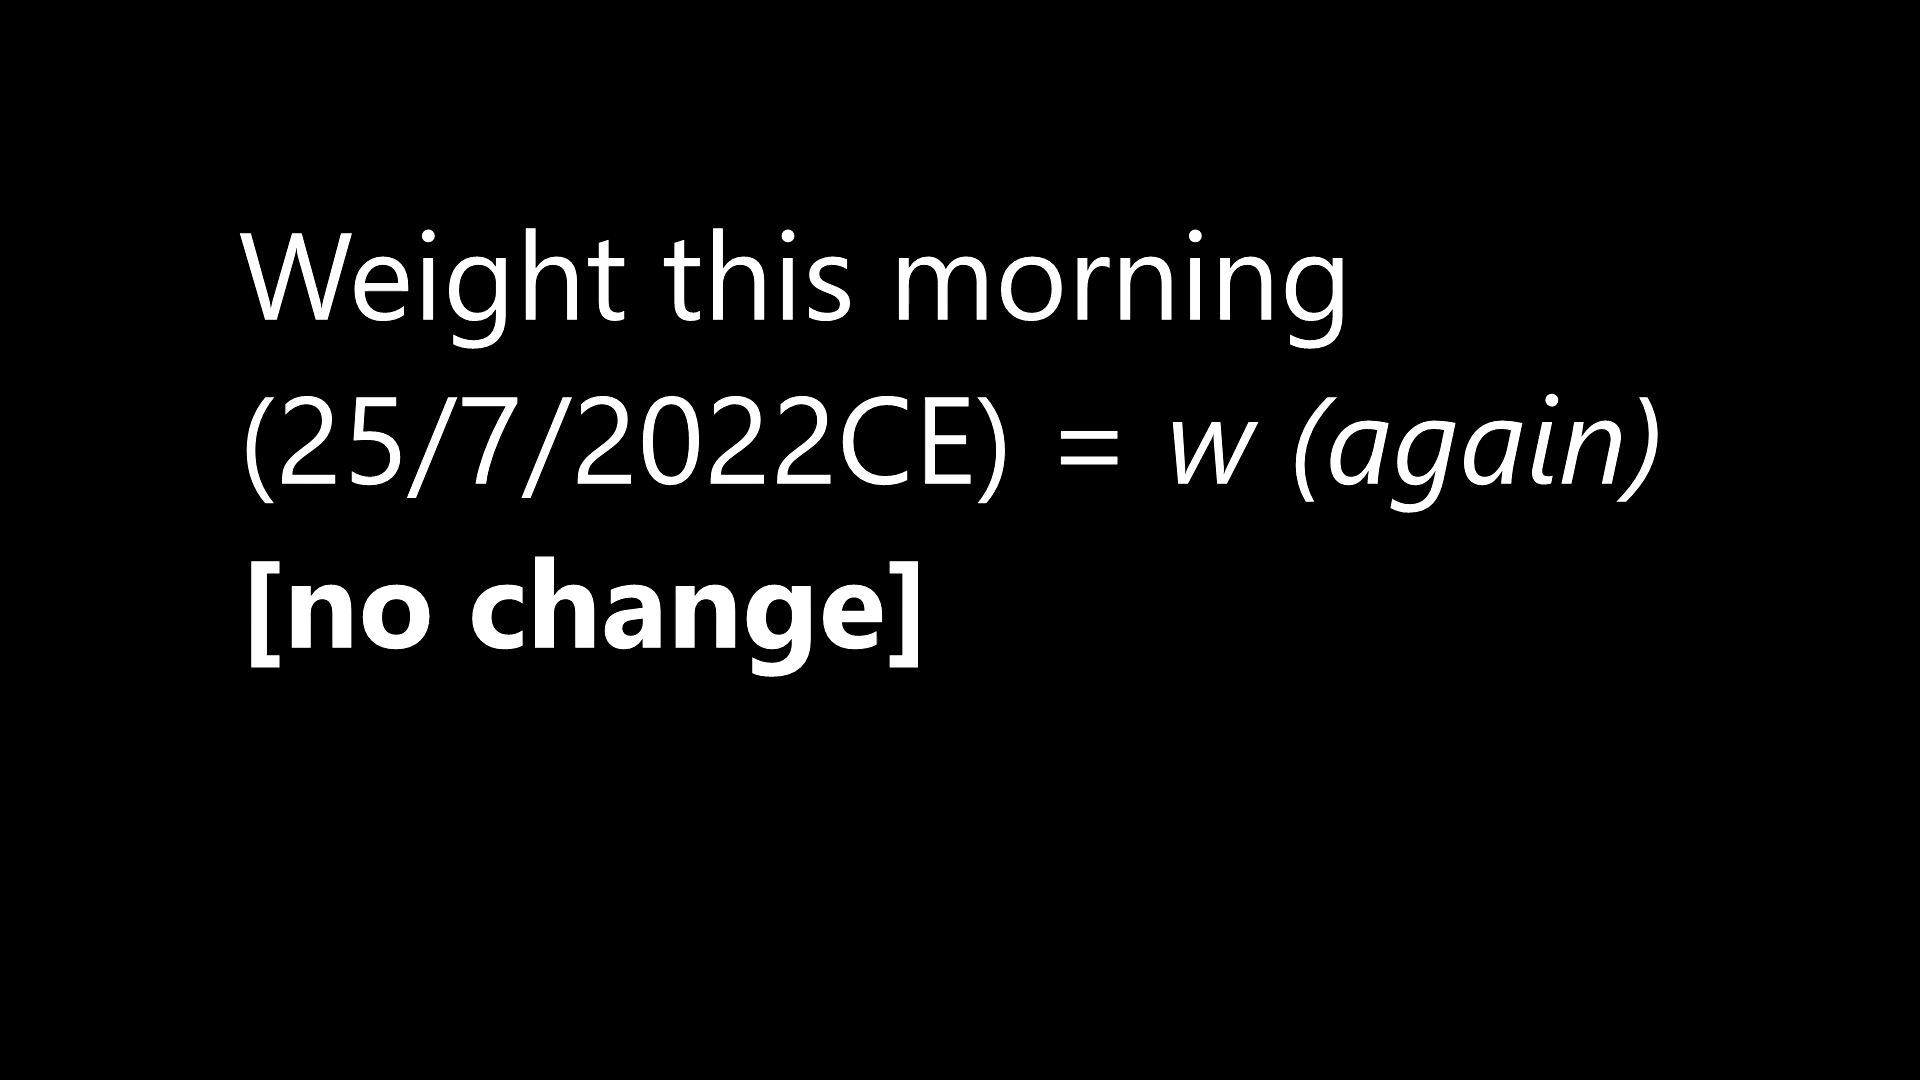 Weight this morning
(25/7/2022CE) = w (again)
[no change]